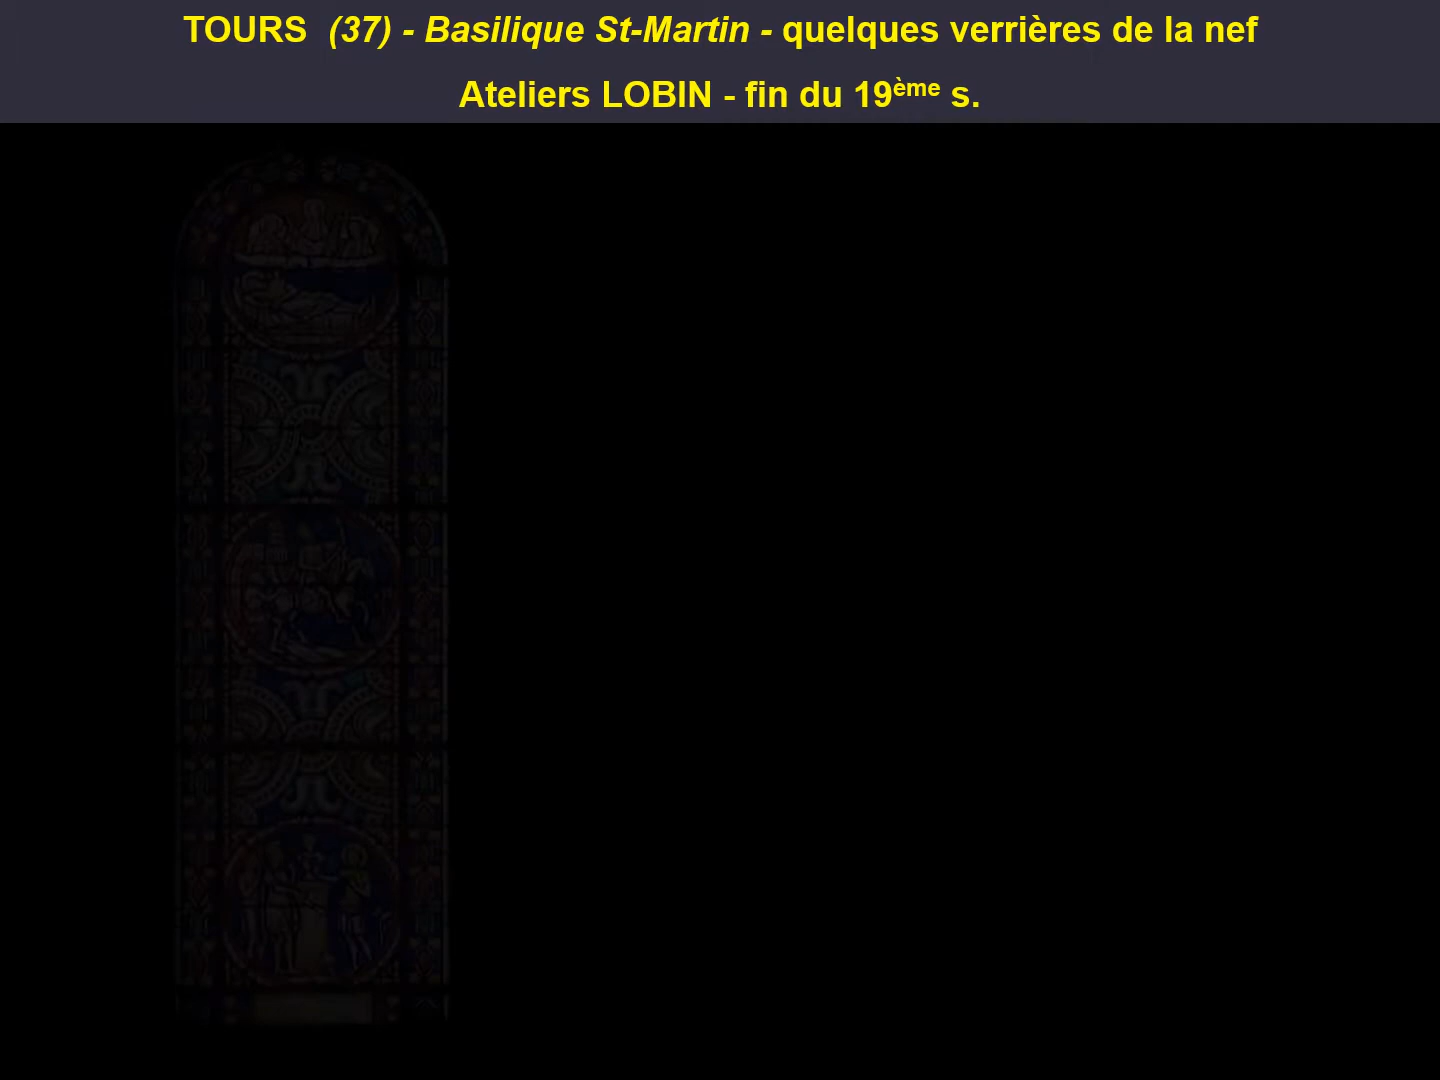 TOURS (37) - Basilique St-Martin - quelques verrières de la nef
Ateliers LOBIN - fin du 19ème s.